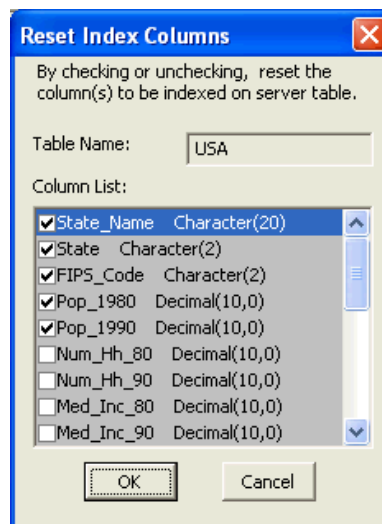 Reset Index Columns
By checking or unchecking, reset the
column(s) to be indexed on server table.
Table Name: USA
Column List:
State_Name Character(20)
State Character(2)
FIPS_Code Character(2)
Pop_1980 Decimal(10,0)
Pop_1990 Decimal(10,0)
Num_Hh_80 Decimal(10,0)
Num_Hh_90 Decimal(10,0)
Med_Inc_80 Decimal(10,0)
Med_Inc_90 Decimal(10,0)
OK Cancel